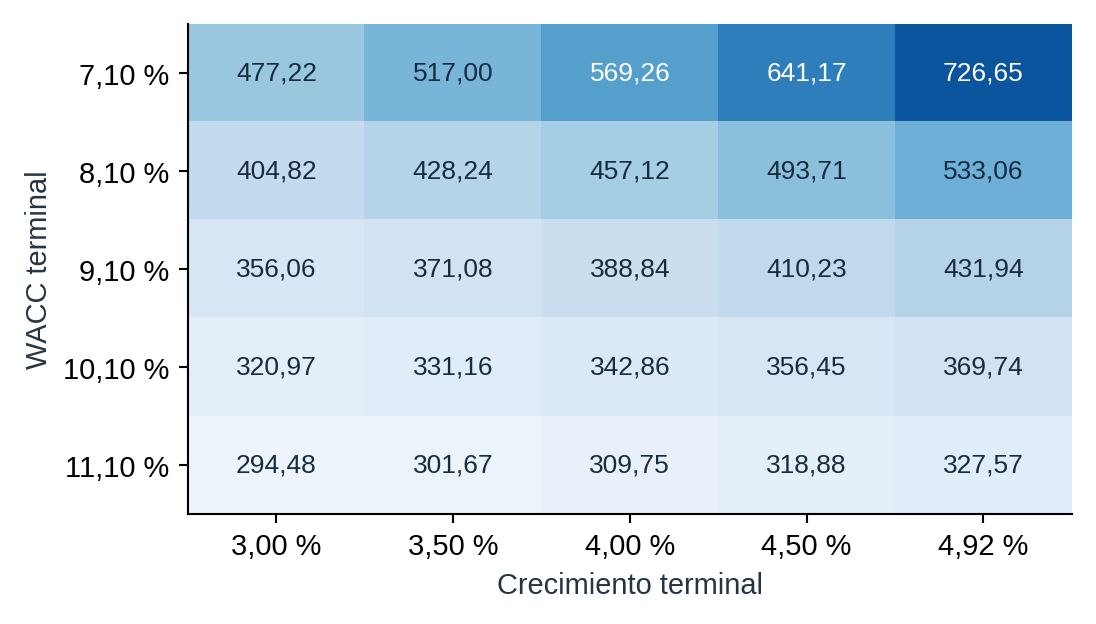 7,10 % 477,22 517,00 569,26 641,17 726,65
8,10 % 404,82 428,24 457,12 493,71 533,06
9,10 % 356,06 371,08 388,84 410,23 431,94
10,10 % 320,97 331,16 342,86 356,45 369,74
11,10 % 294,48 301,67 309,75 318,88 327,57
3,00 % 3,50 % 4,00 % 4,50 % 4,92 %
Crecimiento terminal
WACC terminal